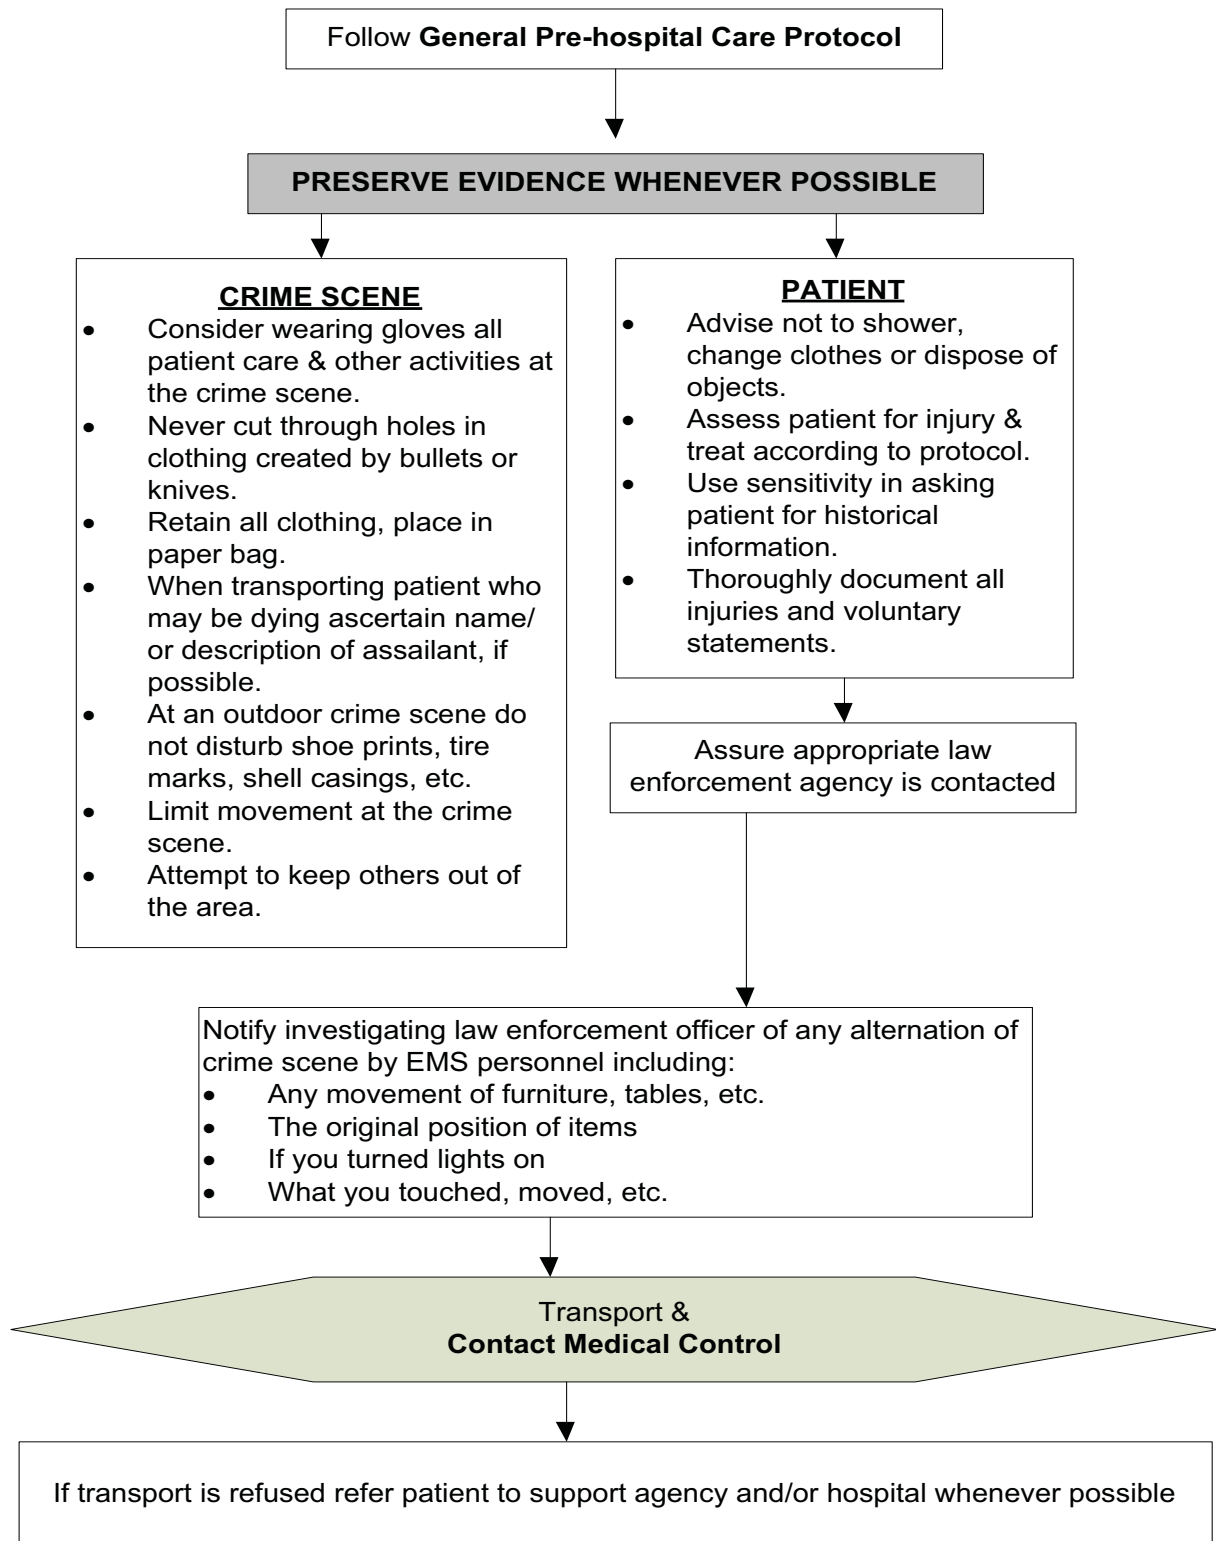 Follow General Pre-hospital Care Protocol
PRESERVE EVIDENCE WHENEVER POSSIBLE
CRIME SCENE
• Consider wearing gloves all
patient care & other activities at
the crime scene.
• Never cut through holes in
clothing created by bullets or
knives.
• Retain all clothing, place in
paper bag.
• When transporting patient who
may be dying ascertain name/
or description of assailant, if
possible.
• At an outdoor crime scene do
not disturb shoe prints, tire
marks, shell casings, etc.
• Limit movement at the crime
scene.
• Attempt to keep others out of
the area.
PATIENT
• Advise not to shower,
change clothes or dispose of
objects.
• Assess patient for injury &
treat according to protocol.
• Use sensitivity in asking
patient for historical
information.
• Thoroughly document all
injuries and voluntary
statements.
Assure appropriate law
enforcement agency is contacted
Notify investigating law enforcement officer of any alternation of
crime scene by EMS personnel including:
• Any movement of furniture, tables, etc.
• The original position of items
• If you turned lights on
• What you touched, moved, etc.
Transport &
Contact Medical Control
If transport is refused refer patient to support agency and/or hospital whenever possible